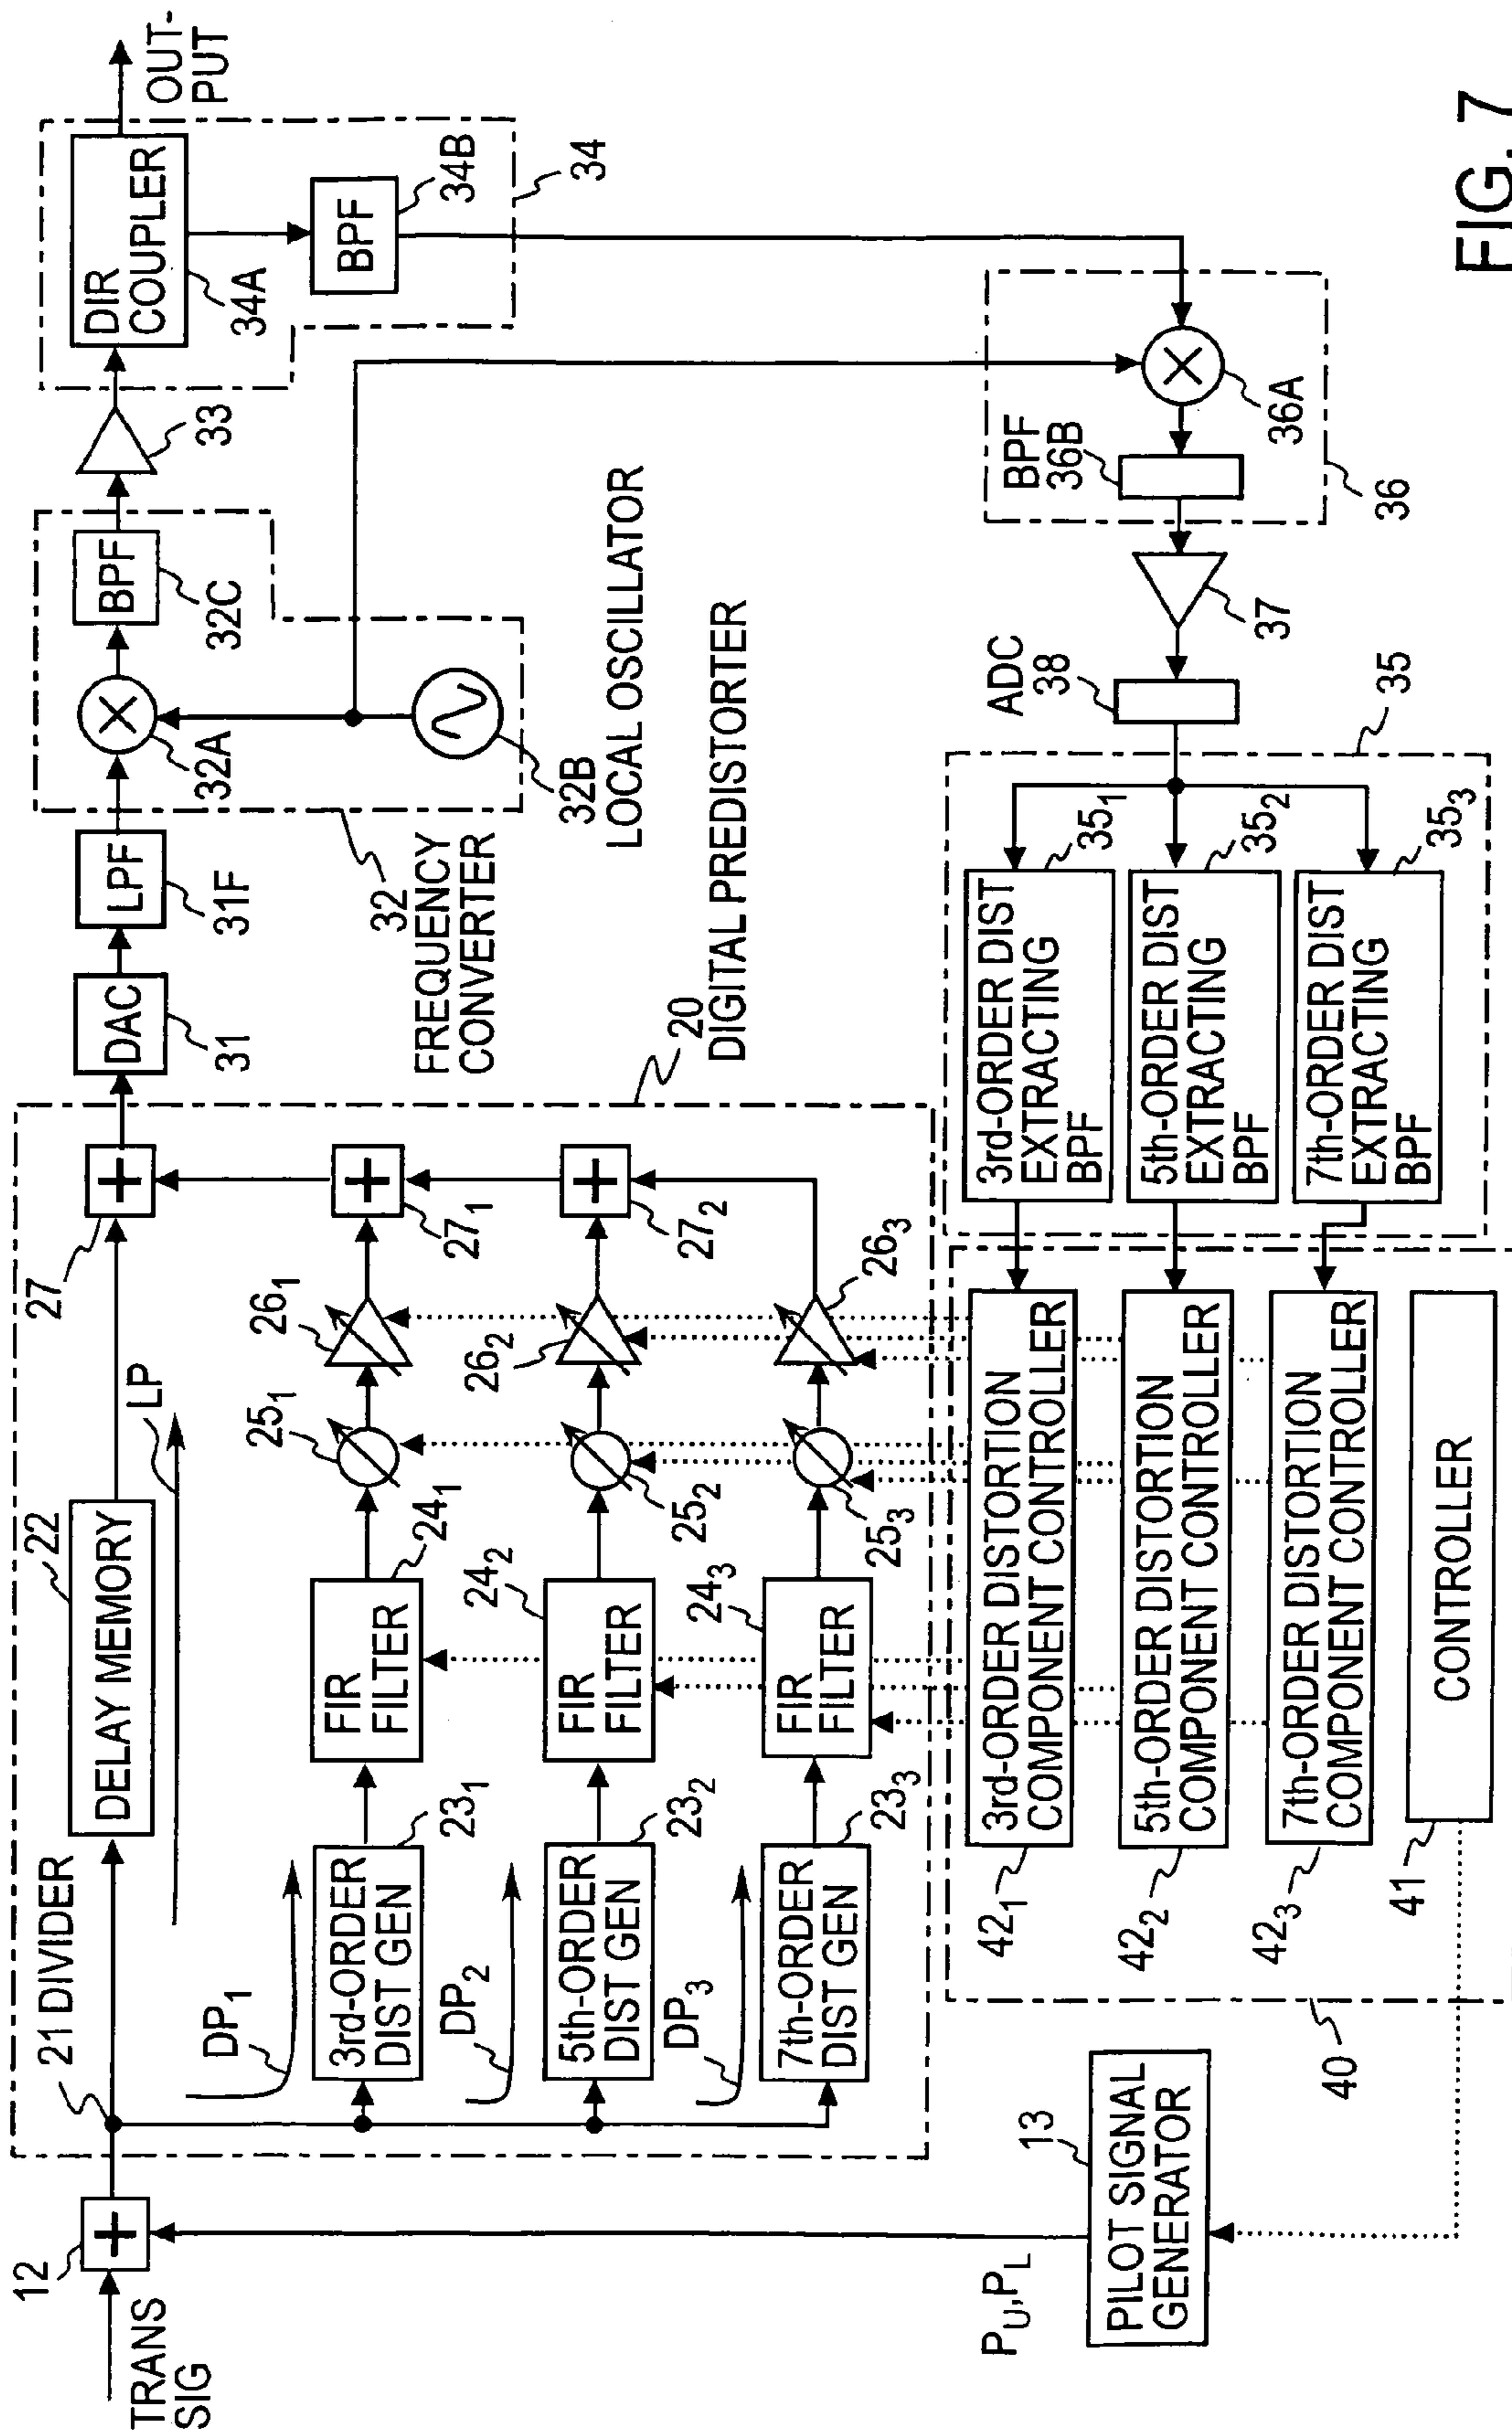 TRANS
SIG
12
21 DIVIDER
22
DELAY MEMORY
LP
27
DP1
3rd-ORDER
DIST GEN
23₁
FIR
FILTER
24₁
25₁
26₁
27₁
DP₂
5th-ORDER
DIST GEN
23₂
FIR
FILTER
24₂
25₂
26₂
27₂
DP₃
7th-ORDER
DIST GEN
23₃
FIR
FILTER
24₃
25₃
26₃
20
DIGITAL PREDISTORTER
DAC
31
LPF
31F
32
FREQUENCY
CONVERTER
32A
32B
LOCAL OSCILLATOR
BPF
32C
33
DIR
COUPLER
34A
BPF
34B
34
OUT-
PUT
36A
BPF
36B
36
37
ADC
38
35
3rd-ORDER DIST
EXTRACTING
BPF
35₁
5th-ORDER DIST
EXTRACTING
BPF
35₂
7th-ORDER DIST
EXTRACTING
BPF
35₃
3rd-ORDER DISTORTION
COMPONENT CONTROLLER
42₁
5th-ORDER DISTORTION
COMPONENT CONTROLLER
42₂
7th-ORDER DISTORTION
COMPONENT CONTROLLER
42₃
CONTROLLER
41
40
13
PILOT SIGNAL
GENERATOR
P_U,P_L
FIG. 7